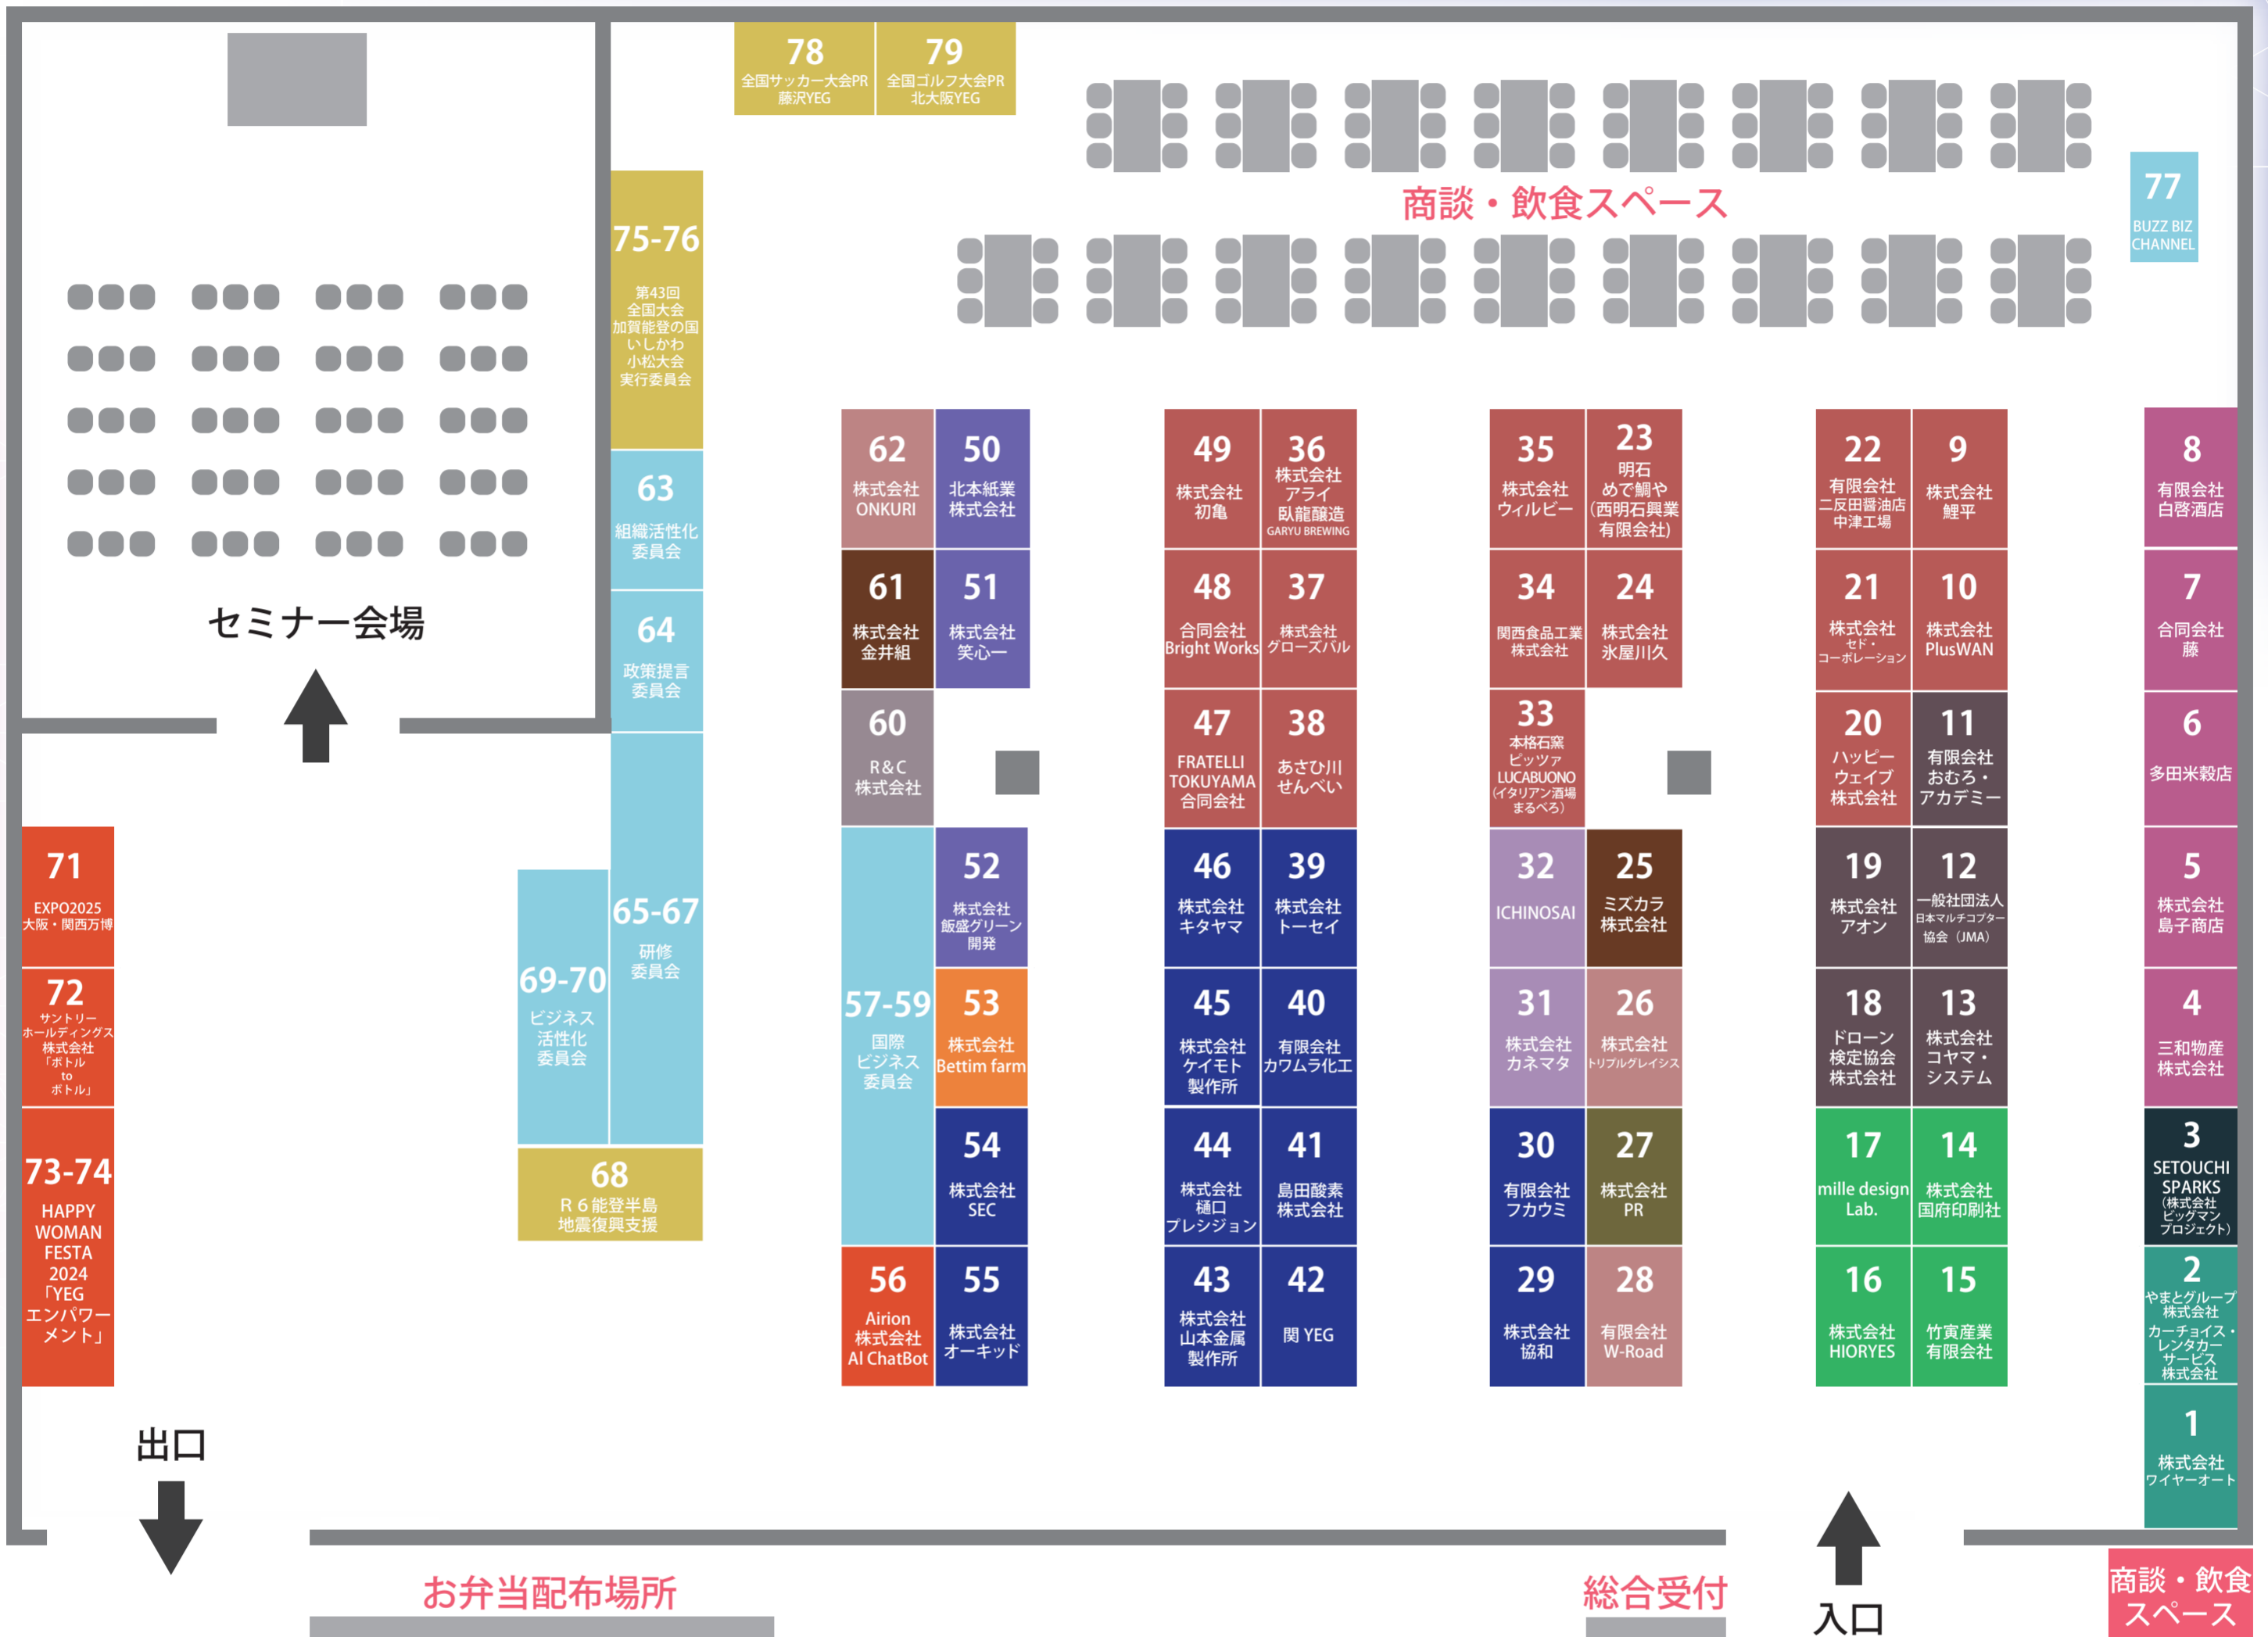 78
全国サッカー大会PR
藤沢YEG
79
全国ゴルフ大会PR
北大阪YEG
商談・飲食スペース
77
BUZZ BIZ
CHANNEL
75-76
第43回
全国大会
加賀能登の国
いしかわ
小松大会
実行委員会
63
組織活性化
委員会
64
政策提言
委員会
65-67
研修
委員会
69-70
ビジネス
活性化
委員会
68
R６能登半島
地震復興支援
セミナー会場
71
EXPO2025
大阪・関西万博
72
サントリー
ホールディングス
株式会社
「ボトル
to
ボトル」
73-74
HAPPY
WOMAN
FESTA
2024
「YEG
エンパワー
メント」
出口
62
株式会社
ONKURI
50
北本紙業
株式会社
61
株式会社
金井組
51
株式会社
笑心一
60
R&C
株式会社
57-59
国際
ビジネス
委員会
52
株式会社
飯盛グリーン
開発
53
株式会社
Bettim farm
54
株式会社
SEC
56
Airion
株式会社
AI ChatBot
55
株式会社
オーキッド
49
株式会社
初亀
36
株式会社
アライ
臥龍醸造
GARYU BREWING
48
合同会社
Bright Works
37
株式会社
グローズバル
47
FRATELLI
TOKUYAMA
合同会社
38
あさひ川
せんべい
46
株式会社
キタヤマ
39
株式会社
トーセイ
45
株式会社
ケイモト
製作所
40
有限会社
カワムラ化工
44
株式会社
樋口
プレシジョン
41
島田酸素
株式会社
43
株式会社
山本金属
製作所
42
関 YEG
35
株式会社
ウィルビー
23
明石
めで鯛や
(西明石興業
有限会社)
34
関西食品工業
株式会社
24
株式会社
氷屋川久
33
本格石窯
ピッツァ
LUCABUONO
(イタリアン酒場
まるべろ)
32
ICHINOSAI
25
ミズカラ
株式会社
31
株式会社
カネマタ
26
株式会社
トリプルグレイシス
30
有限会社
フカウミ
27
株式会社
PR
29
株式会社
協和
28
有限会社
W-Road
22
有限会社
二反田醤油店
中津工場
9
株式会社
鯉平
21
株式会社
セド・
コーポレーション
10
株式会社
PlusWAN
20
ハッピー
ウェイブ
株式会社
11
有限会社
おむろ・
アカデミー
19
株式会社
アオン
12
一般社団法人
日本マルチコプター
協会（JMA）
18
ドローン
検定協会
株式会社
13
株式会社
コヤマ・
システム
17
mille design
Lab.
14
株式会社
国府印刷社
16
株式会社
HIORYES
15
竹寅産業
有限会社
8
有限会社
白啓酒店
7
合同会社
藤
6
多田米穀店
5
株式会社
島子商店
4
三和物産
株式会社
3
SETOUCHI
SPARKS
(株式会社
ビッグマン
プロジェクト)
2
やまとグループ
株式会社
カーチョイス・
レンタカー
サービス
株式会社
1
株式会社
ワイヤーオート
お弁当配布場所
総合受付
入口
商談・飲食
スペース